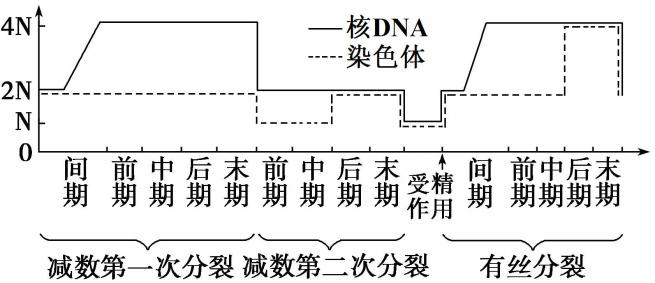 4N
2N
N
0
核DNA
染色体
间期
前期
中期
后期
末期
前期
中期
后期
末期
受精作用
间期
前期
中期
后期
末期
减数第一次分裂
减数第二次分裂
有丝分裂